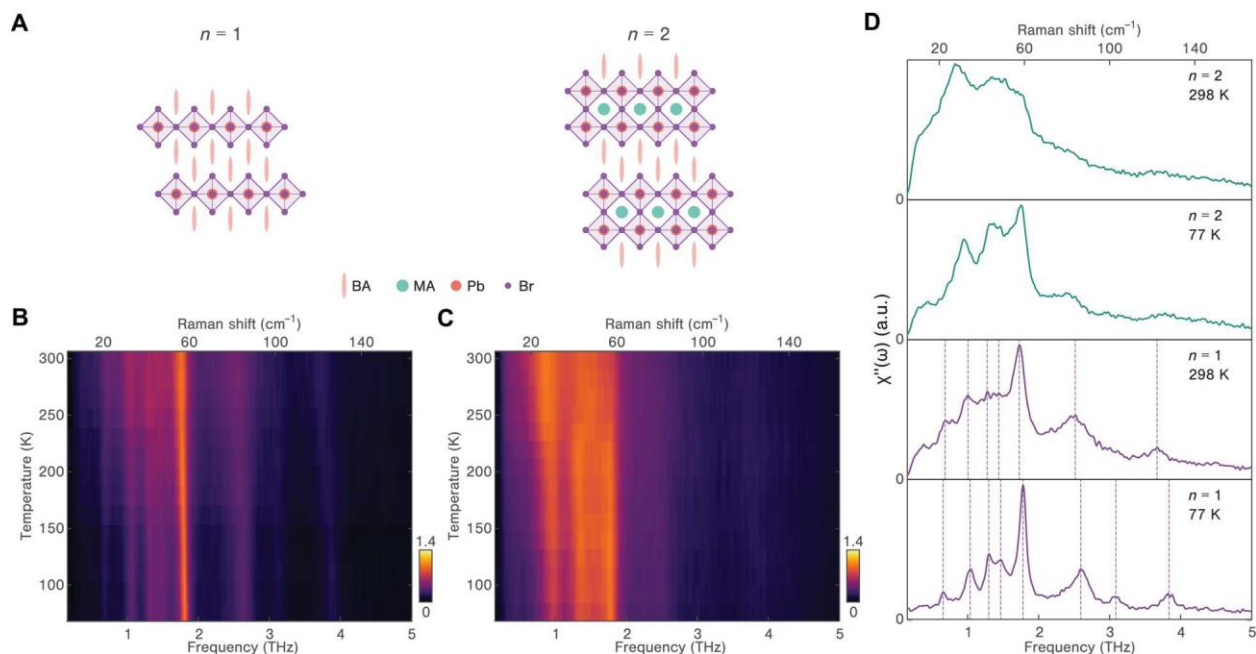 A
n = 1
n = 2
BA
MA
Pb
Br
B
Raman shift (cm⁻¹)
20 60 100 140
Temperature (K)
300
250
200
150
100
1.4
0
1 2 3 4 5
Frequency (THz)
C
Raman shift (cm⁻¹)
20 60 100 140
Temperature (K)
300
250
200
150
100
1.4
0
1 2 3 4 5
Frequency (THz)
D
Raman shift (cm⁻¹)
20 60 100 140
n = 2
298 K
0
n = 2
77 K
χ''(ω) (a.u.)
0
n = 1
298 K
0
n = 1
77 K
0
1 2 3 4 5
Frequency (THz)